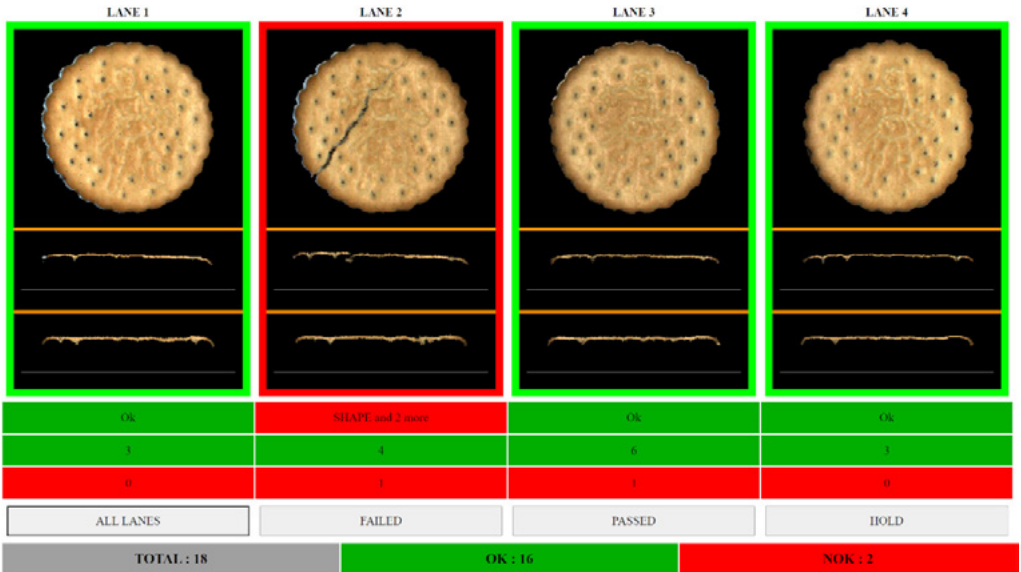 LANE 1 LANE 2 LANE 3 LANE 4
Ok SHAPE and 2 more Ok Ok
3 4 6 3
0 1 1 0
ALL LANES FAILED PASSED HOLD
TOTAL : 18 OK : 16 NOK : 2